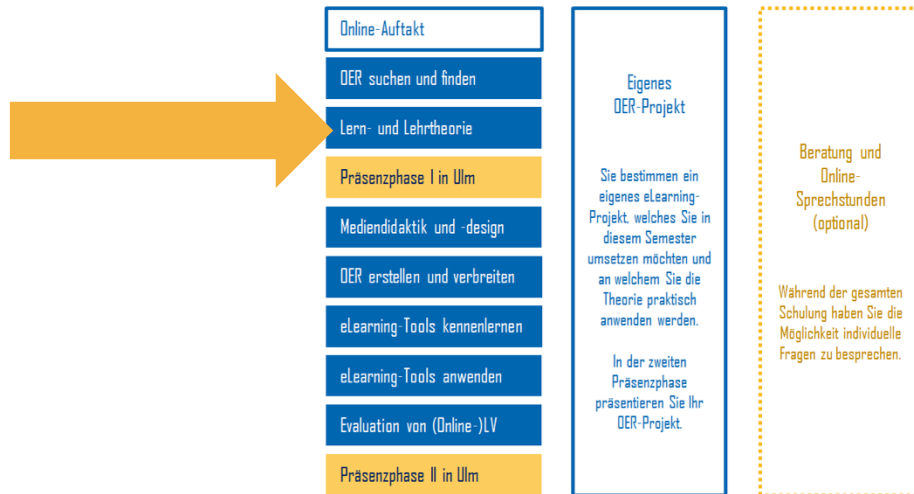 Online-Auftakt
OER suchen und finden
Lern- und Lehrtheorie
Präsenzphase I in Ulm
Mediendidaktik und -design
OER erstellen und verbreiten
eLearning-Tools kennenlernen
eLearning-Tools anwenden
Evaluation von (Online-)LV
Präsenzphase II in Ulm
Eigenes
OER-Projekt
Sie bestimmen ein
eigenes eLearning-
Projekt, welches Sie in
diesem Semester
umsetzen möchten und
an welchem Sie die
Theorie praktisch
anwenden werden.
In der zweiten
Präsenzphase
präsentieren Sie Ihr
OER-Projekt.
Beratung und
Online-
Sprechstunden
(optional)
Während der gesamten
Schulung haben Sie die
Möglichkeit individuelle
Fragen zu besprechen.